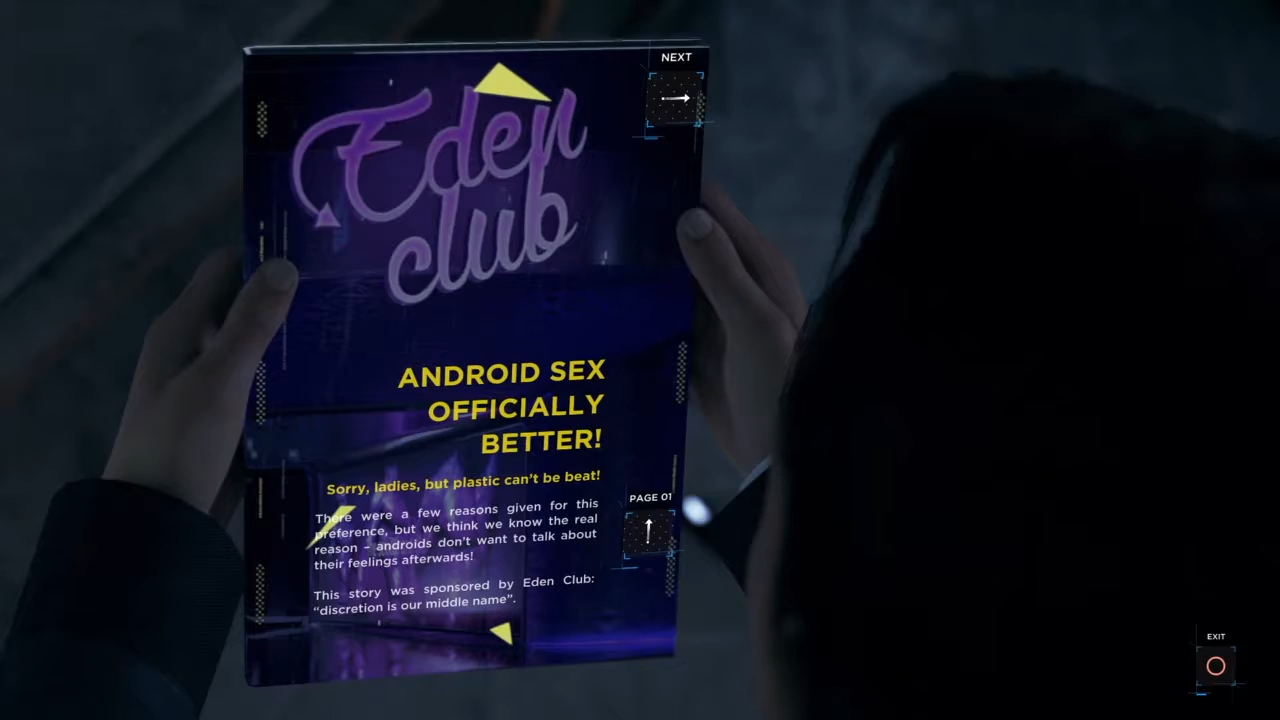 NEXT
Eden
club
ANDROID SEX
OFFICIALLY
BETTER!
Sorry, ladies, but plastic can't be beat!
There were a few reasons given for this
preference, but we think we know the real
reason – androids don't want to talk about
their feelings afterwards!
This story was sponsored by Eden Club:
“discretion is our middle name”.
PAGE 01
EXIT